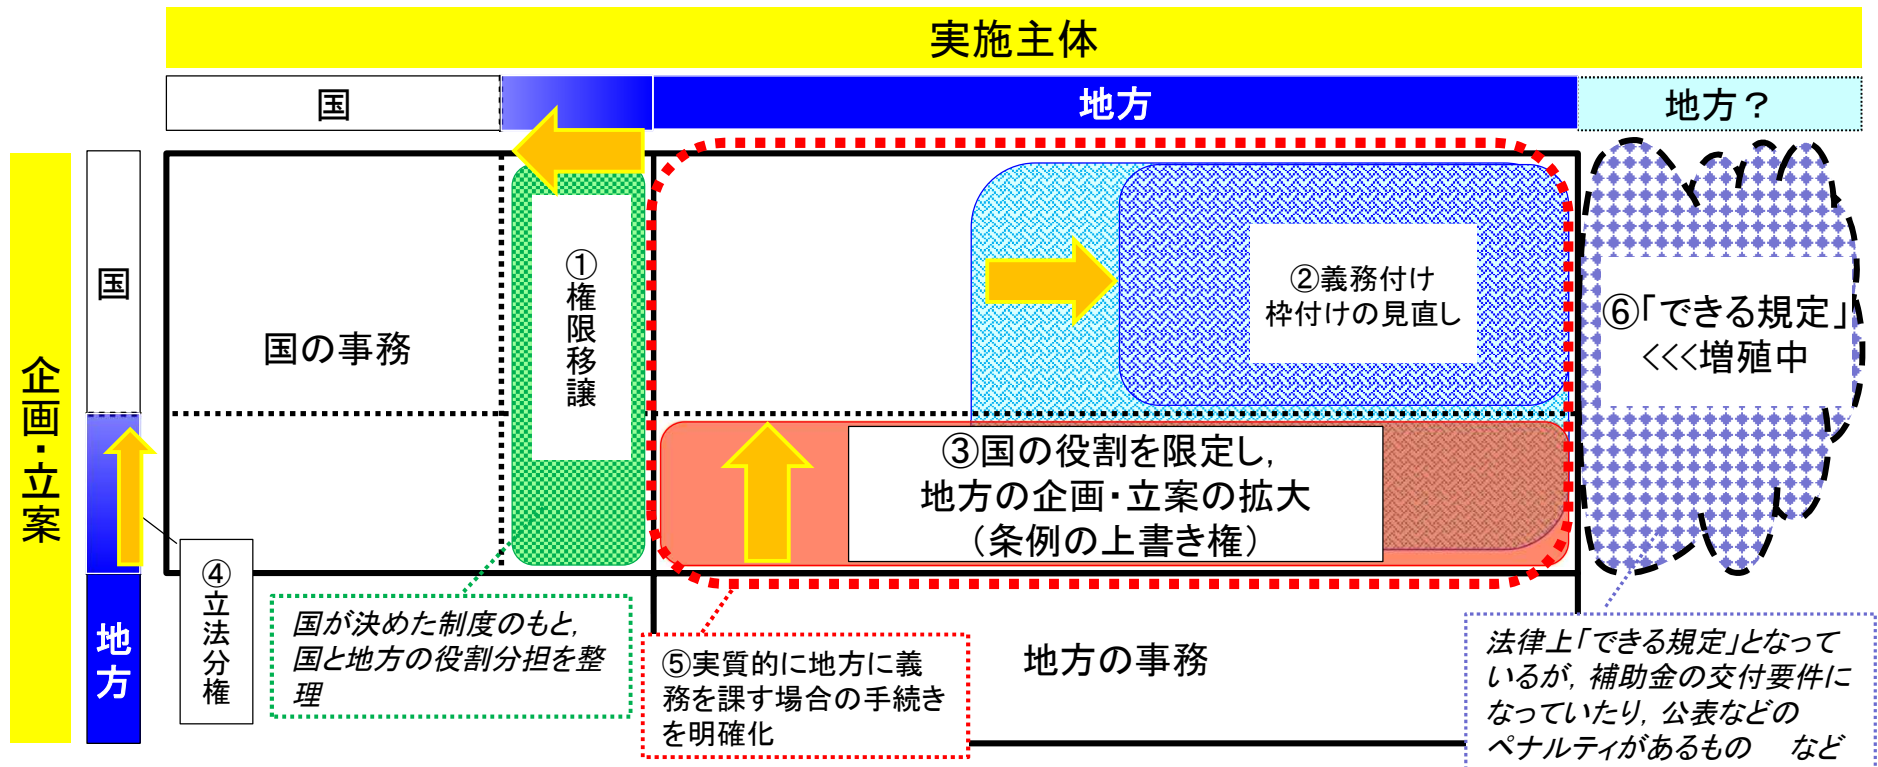 実施主体
国
地方
地方？
企画・立案
国
地方
国の事務
①権限移譲
②義務付け
枠付けの見直し
③国の役割を限定し，
地方の企画・立案の拡大
（条例の上書き権）
④立法分権
国が決めた制度のもと，
国と地方の役割分担を整
理
⑤実質的に地方に義
務を課す場合の手続き
を明確化
地方の事務
⑥「できる規定」
<<<増殖中
法律上「できる規定」となって
いるが，補助金の交付要件に
なっていたり，公表などの
ペナルティがあるもの　など